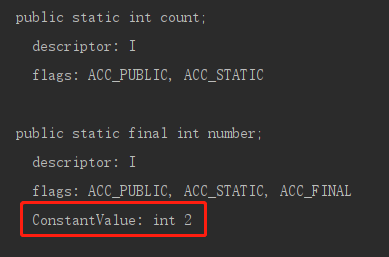 public static int count;
descriptor: I
flags: ACC_PUBLIC, ACC_STATIC
public static final int number;
descriptor: I
flags: ACC_PUBLIC, ACC_STATIC, ACC_FINAL
ConstantValue: int 2